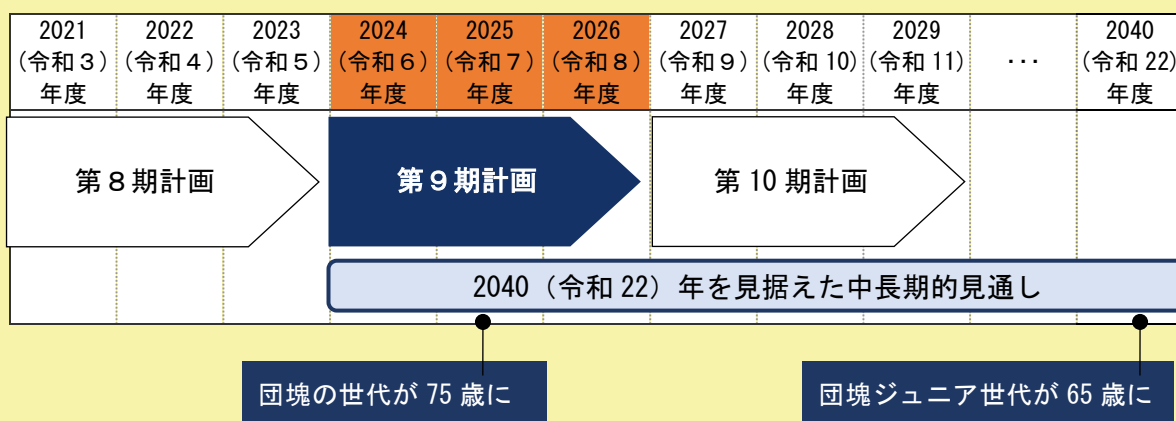 2021 2022 2023 2024 2025 2026 2027 2028 2029 ・・・ 2040
(令和３) (令和４) (令和５) (令和６) (令和７) (令和８) (令和９) (令和 10) (令和 11) (令和 22)
年度 年度 年度 年度 年度 年度 年度 年度 年度 年度
第８期計画 第９期計画 第 10 期計画
2040（令和 22）年を見据えた中長期的見通し
団塊の世代が 75 歳に 団塊ジュニア世代が 65 歳に